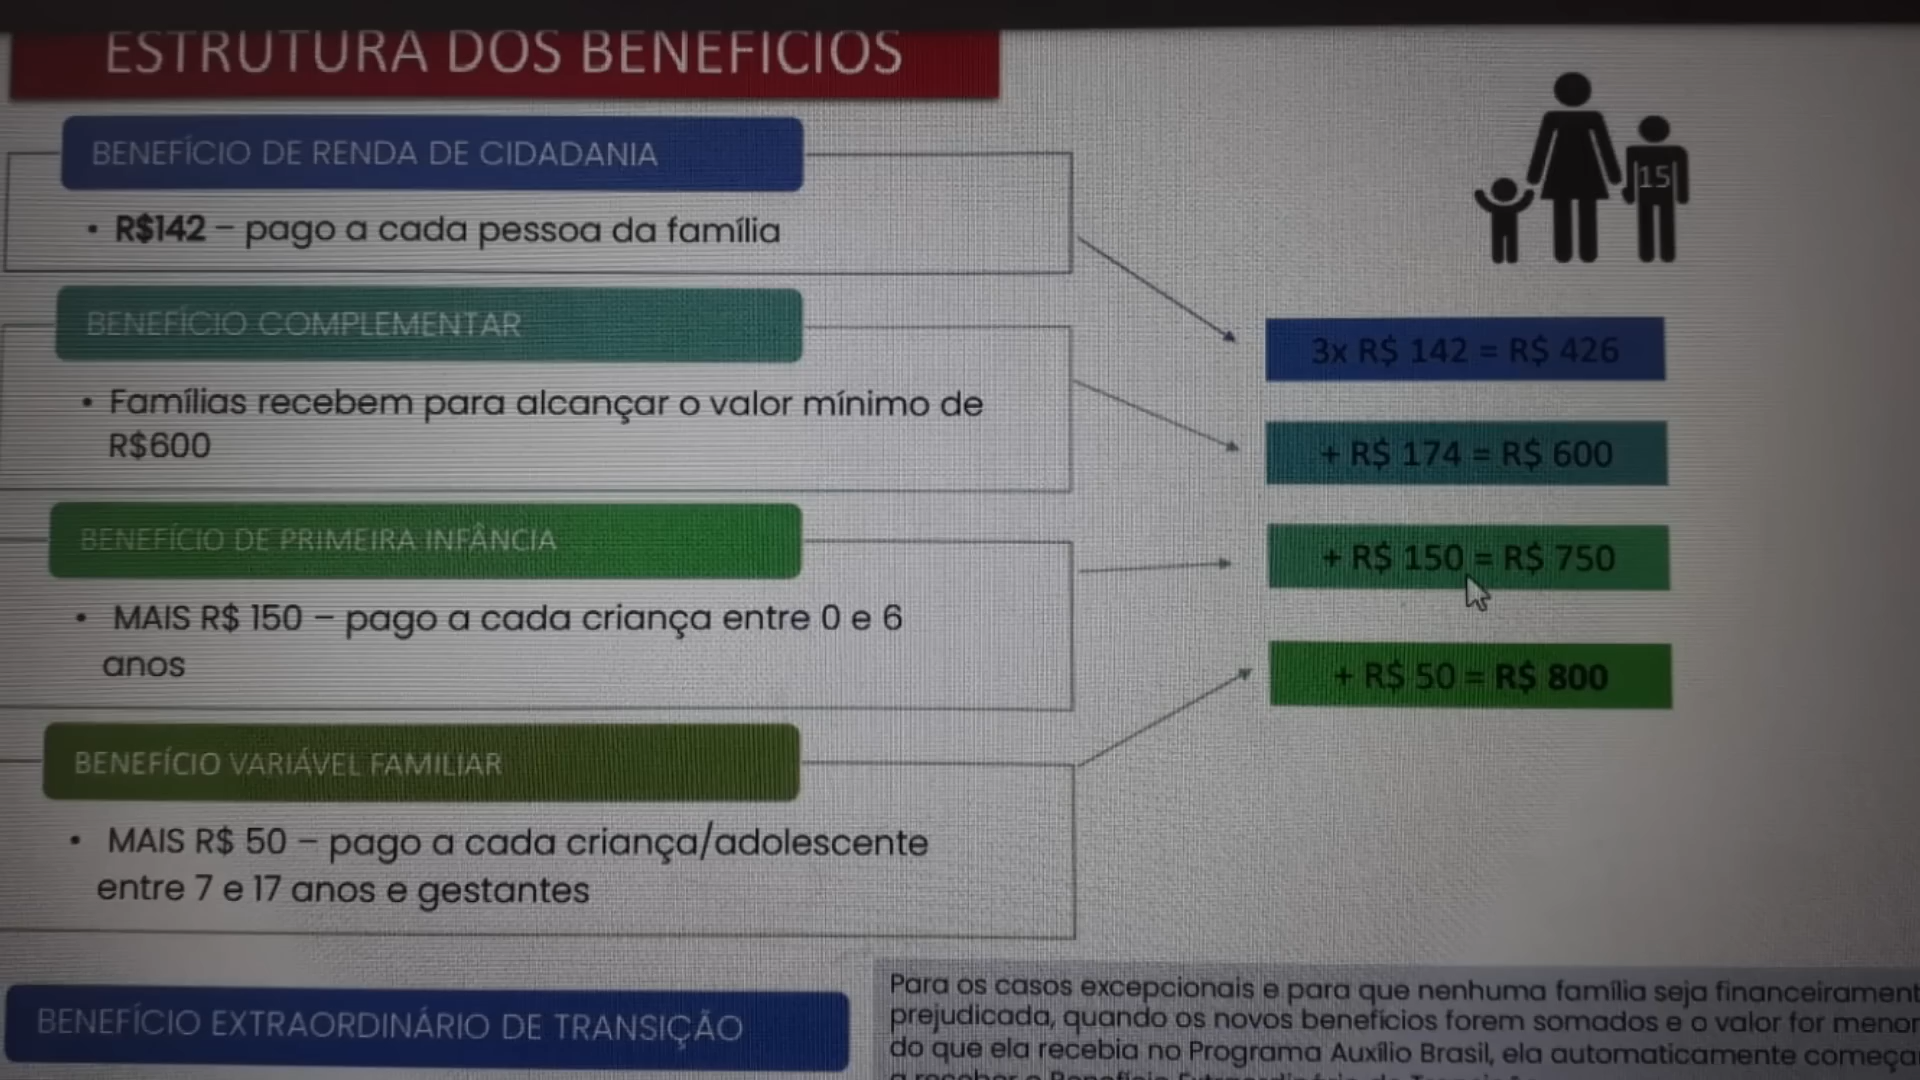 ESTRUTURA DOS BENEFÍCIOS
BENEFÍCIO DE RENDA DE CIDADANIA
• R$142 – pago a cada pessoa da família
BENEFÍCIO COMPLEMENTAR
• Famílias recebem para alcançar o valor mínimo de
R$600
BENEFÍCIO DE PRIMEIRA INFÂNCIA
• MAIS R$ 150 – pago a cada criança entre 0 e 6
anos
BENEFÍCIO VARIÁVEL FAMILIAR
• MAIS R$ 50 – pago a cada criança/adolescente
entre 7 e 17 anos e gestantes
15
3x R$ 142 = R$ 426
+ R$ 174 = R$ 600
+ R$ 150 = R$ 750
+ R$ 50 = R$ 800
BENEFÍCIO EXTRAORDINÁRIO DE TRANSIÇÃO
Para os casos excepcionais e para que nenhuma família seja financeirament
prejudicada, quando os novos benefícios forem somados e o valor for menor
do que ela recebia no Programa Auxílio Brasil, ela automaticamente começa